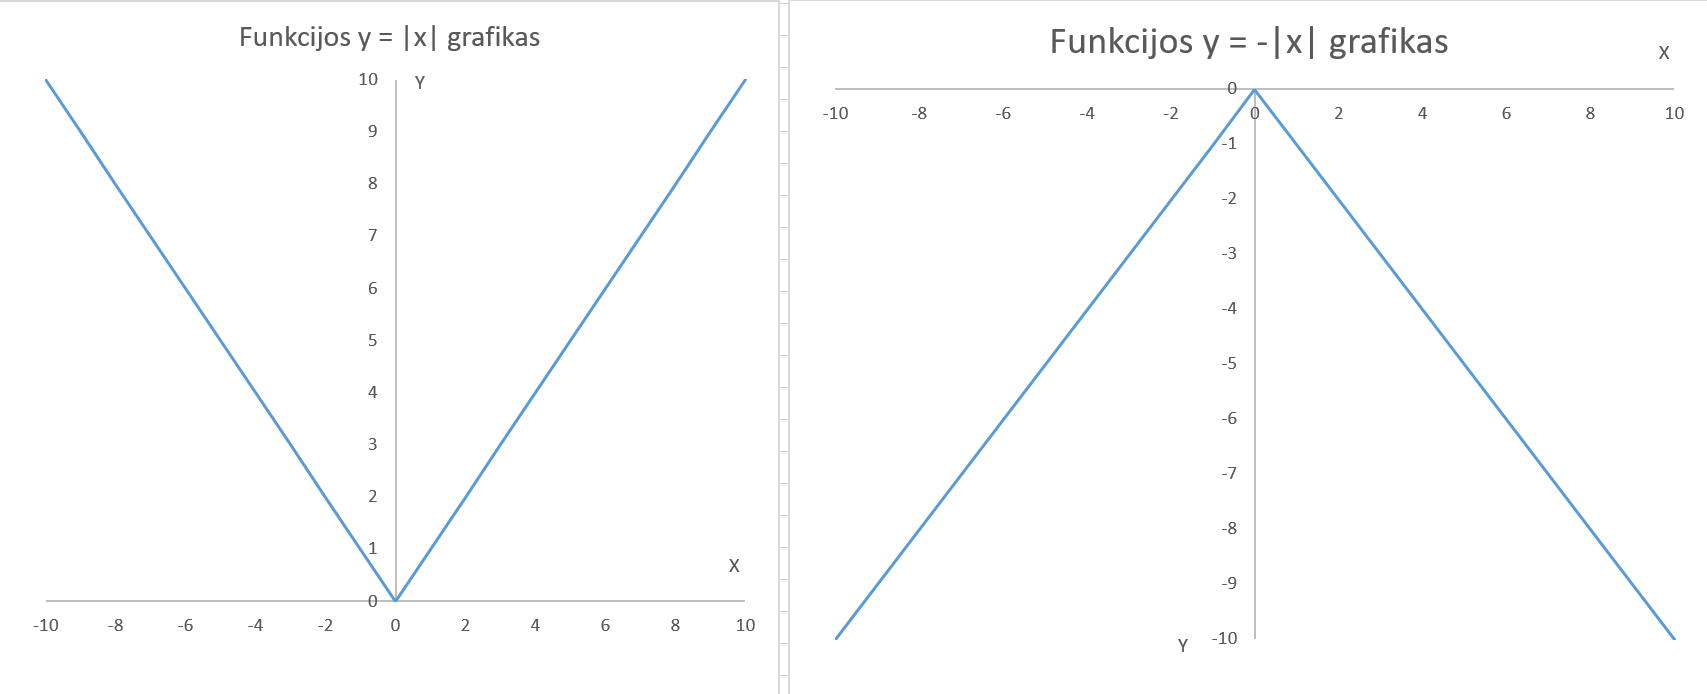 Funkcijos y = |x| grafikas
10
Y
9
8
7
6
5
4
3
2
1
X
0
-10 -8 -6 -4 -2 0 2 4 6 8 10
Funkcijos y = -|x| grafikas
X
0
-10 -8 -6 -4 -2 0 2 4 6 8 10
-1
-2
-3
-4
-5
-6
-7
-8
-9
-10
Y